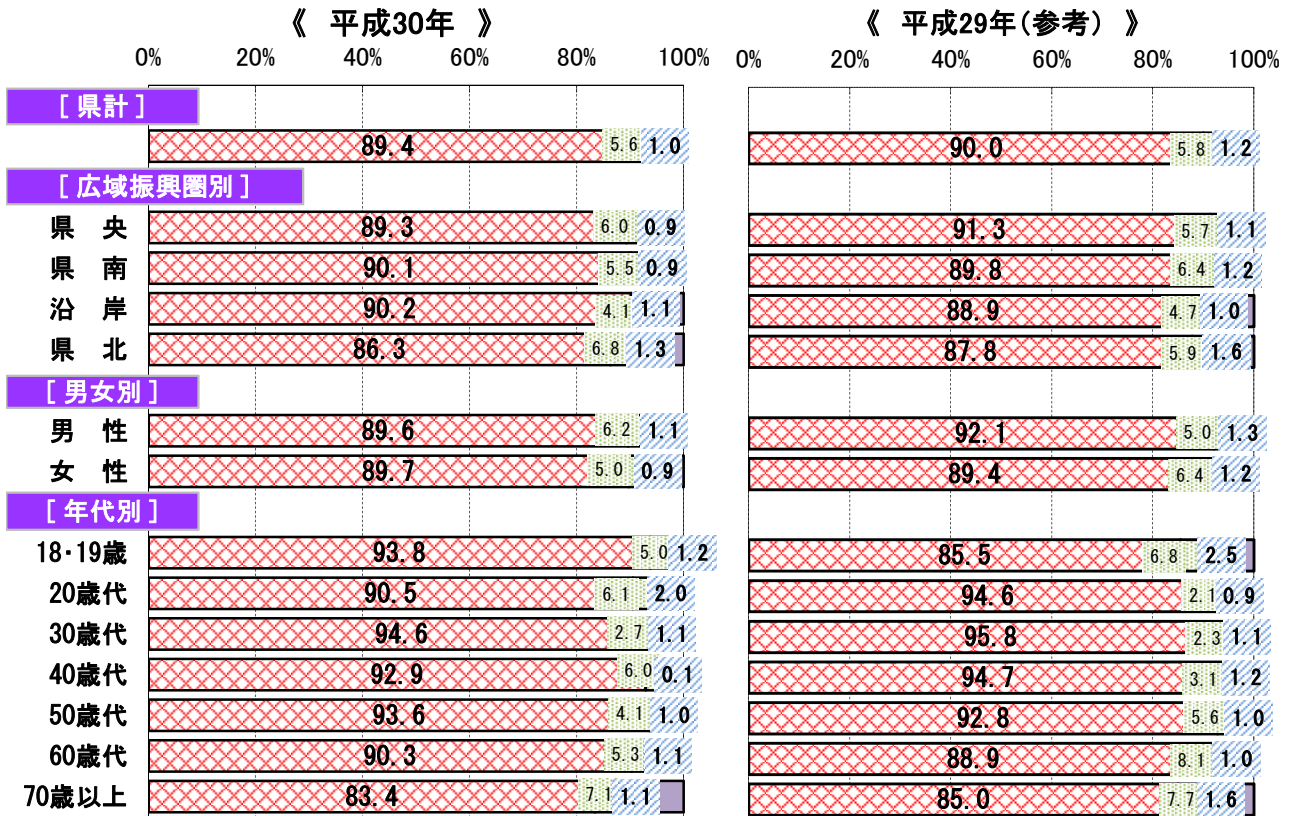 《 平成30年 》 《 平成29年（参考） 》
0% 20% 40% 60% 80% 100% 0% 20% 40% 60% 80% 100%
[ 県計 ]
89.4 5.6 1.0 90.0 5.8 1.2
[ 広域振興圏別 ]
県 央 89.3 6.0 0.9 91.3 5.7 1.1
県 南 90.1 5.5 0.9 89.8 6.4 1.2
沿 岸 90.2 4.1 1.1 88.9 4.7 1.0
県 北 86.3 6.8 1.3 87.8 5.9 1.6
[ 男女別 ]
男 性 89.6 6.2 1.1 92.1 5.0 1.3
女 性 89.7 5.0 0.9 89.4 6.4 1.2
[ 年代別 ]
18・19歳 93.8 5.0 1.2 85.5 6.8 2.5
20歳代 90.5 6.1 2.0 94.6 2.1 0.9
30歳代 94.6 2.7 1.1 95.8 2.3 1.1
40歳代 92.9 6.0 0.1 94.7 3.1 1.2
50歳代 93.6 4.1 1.0 92.8 5.6 1.0
60歳代 90.3 5.3 1.1 88.9 8.1 1.0
70歳以上 83.4 7.1 1.1 85.0 7.7 1.6